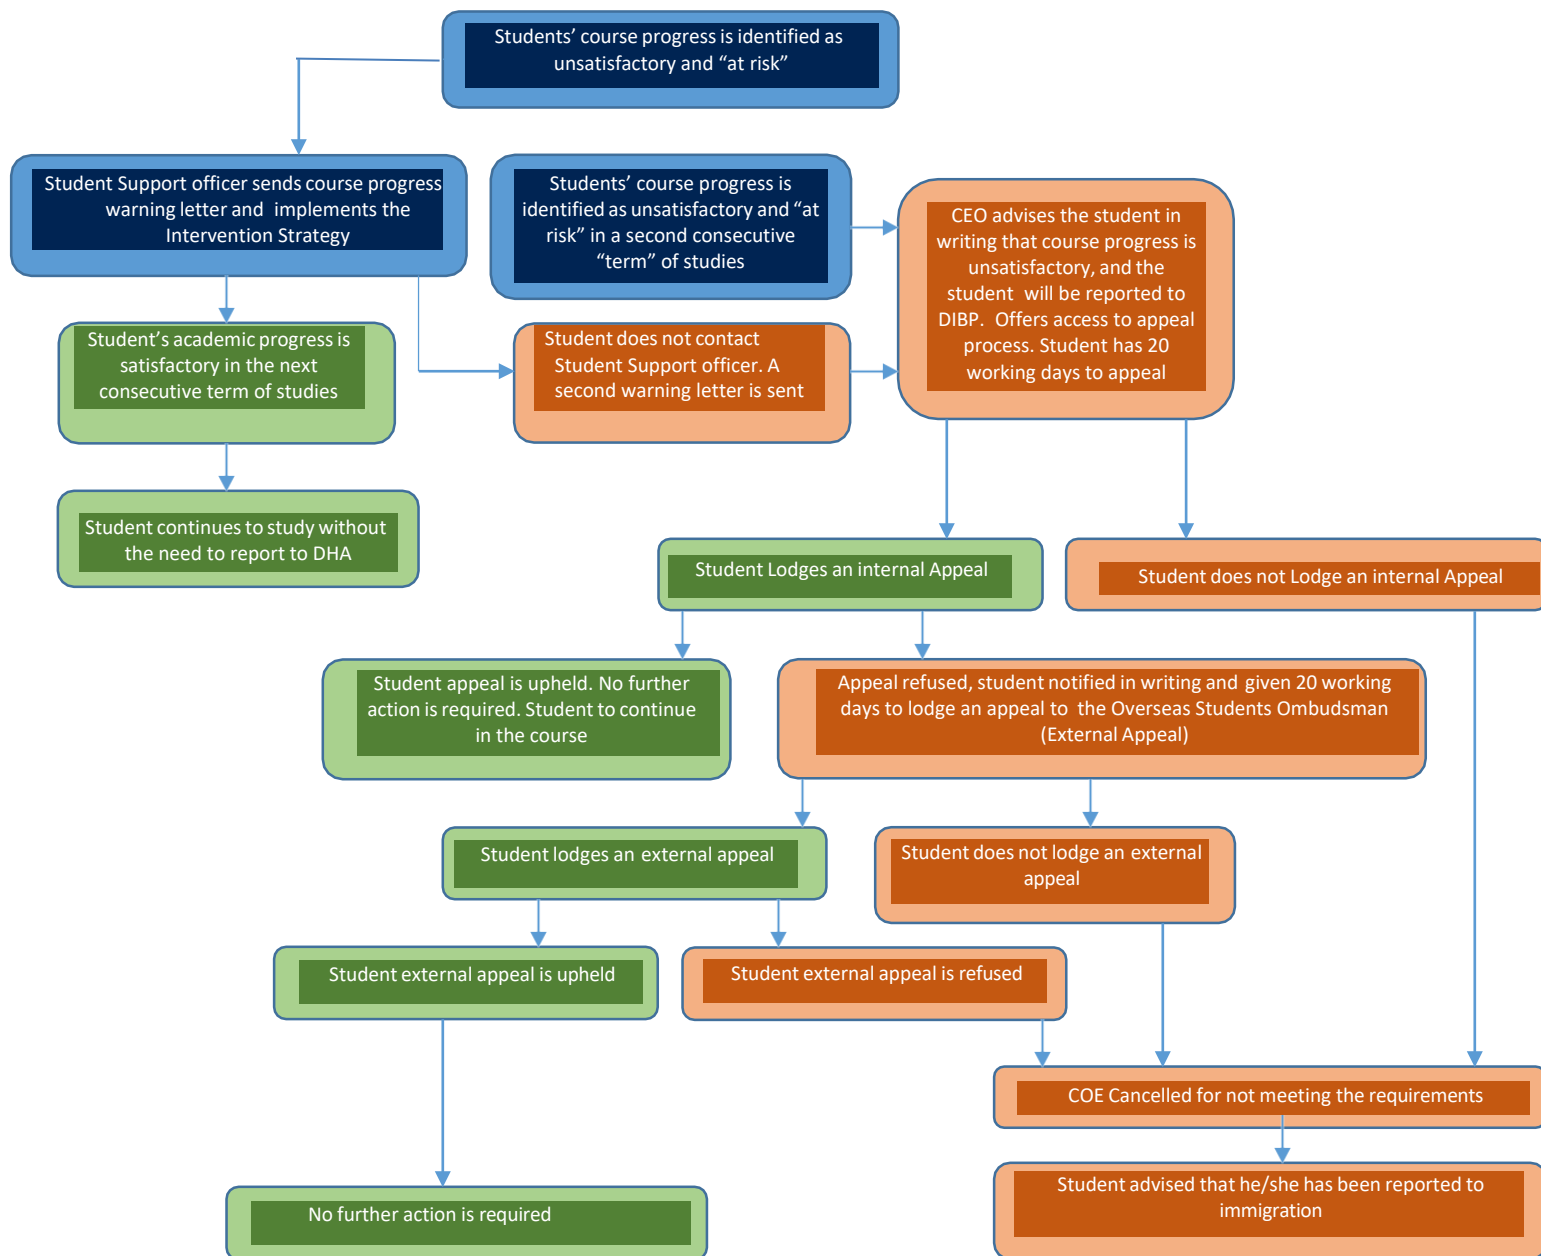 Students’ course progress is identified as
unsatisfactory and “at risk”
Student Support officer sends course progress
warning letter and implements the
Intervention Strategy
Students’ course progress is
identified as unsatisfactory and “at
risk” in a second consecutive
“term” of studies
CEO advises the student in
writing that course progress is
unsatisfactory, and the
student will be reported to
DIBP. Offers access to appeal
process. Student has 20
working days to appeal
Student’s academic progress is
satisfactory in the next
consecutive term of studies
Student does not contact
Student Support officer. A
second warning letter is sent
Student continues to study without
the need to report to DHA
Student Lodges an internal Appeal
Student does not Lodge an internal Appeal
Student appeal is upheld. No further
action is required. Student to continue
in the course
Appeal refused, student notified in writing and given 20 working
days to lodge an appeal to the Overseas Students Ombudsman
(External Appeal)
Student lodges an external appeal
Student does not lodge an external
appeal
Student external appeal is upheld
Student external appeal is refused
COE Cancelled for not meeting the requirements
Student advised that he/she has been reported to
immigration
No further action is required